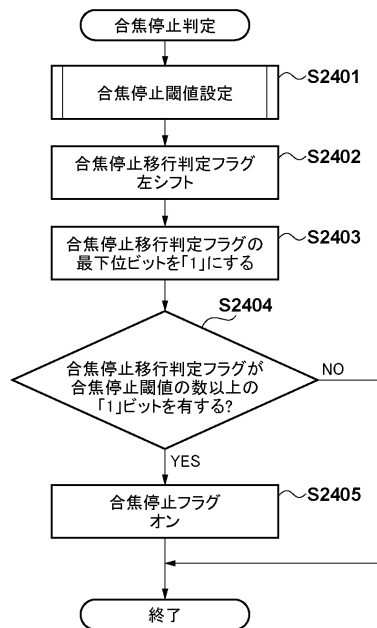 合焦停止判定
合焦停止閾値設定
S2401
合焦停止移行判定フラグ
左シフト
S2402
合焦停止移行判定フラグの
最下位ビットを「1」にする
S2403
S2404
合焦停止移行判定フラグが
合焦停止閾値の数以上の
「1」ビットを有する?
NO
YES
合焦停止フラグ
オン
S2405
終了